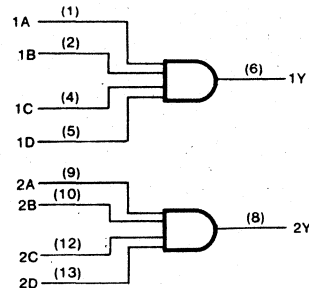 (1)
1A
(2)
1B
(6)
1Y
(4)
1C
(5)
1D
(9)
2A
(10)
2B
(8)
2Y
(12)
2C
(13)
2D